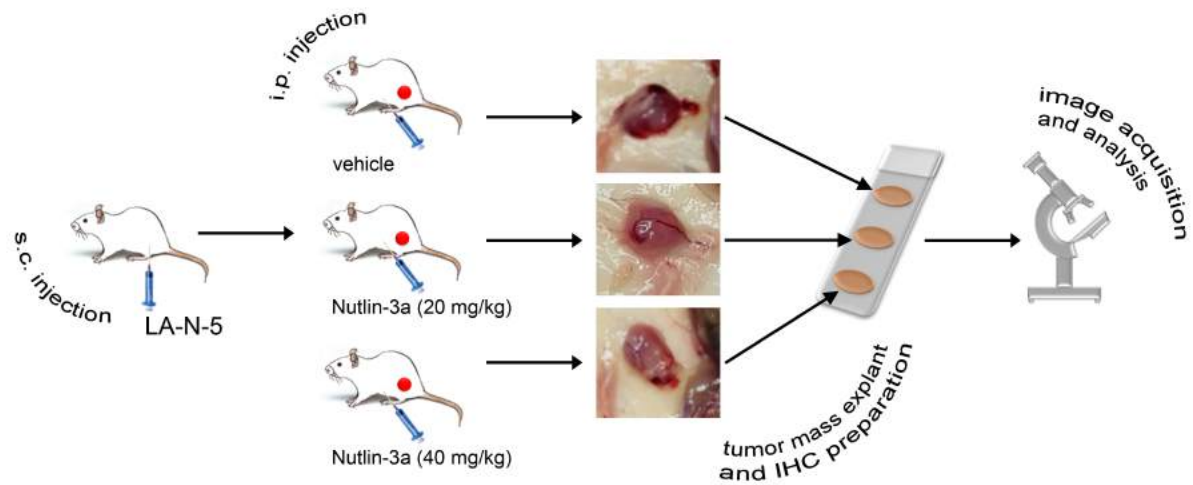 s.c. injection
LA-N-5
i.p. injection
vehicle
Nutlin-3a (20 mg/kg)
Nutlin-3a (40 mg/kg)
tumor mass explant
and IHC preparation
image acquisition
and analysis